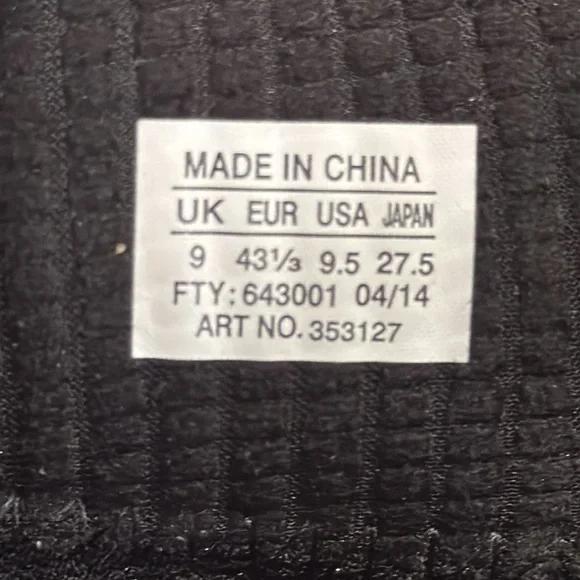 MADE IN CHINA
UK EUR USA JAPAN
9 43⅓ 9.5 27.5
FTY: 643001 04/14
ART NO. 353127